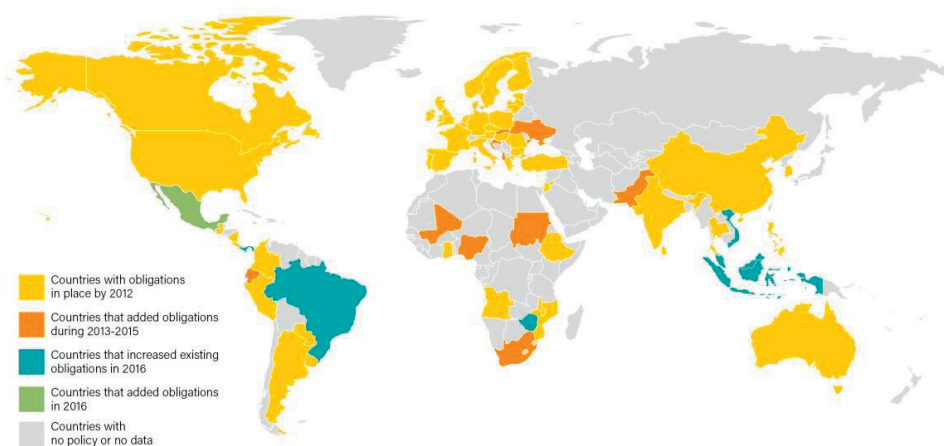 Countries with obligations
in place by 2012
Countries that added obligations
during 2013-2015
Countries that increased existing
obligations in 2016
Countries that added obligations
in 2016
Countries with
no policy or no data